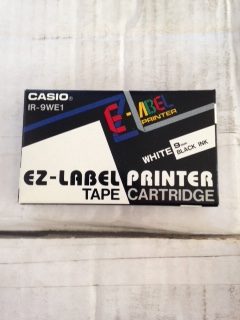 CASIO®
IR-9WE1
E-LABEL
PRINTER
WHITE
9mm
BLACK INK
EZ-LABEL PRINTER
TAPE CARTRIDGE